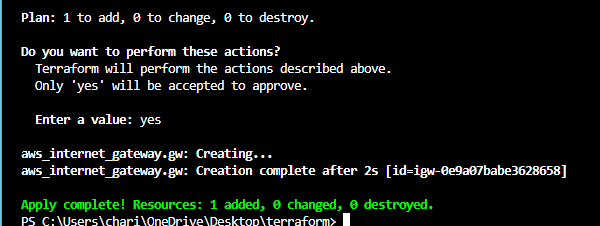 Plan: 1 to add, 0 to change, 0 to destroy.
Do you want to perform these actions?
Terraform will perform the actions described above.
Only 'yes' will be accepted to approve.
Enter a value: yes
aws_internet_gateway.gw: Creating...
aws_internet_gateway.gw: Creation complete after 2s [id=igw-0e9a07babe3628658]
Apply complete! Resources: 1 added, 0 changed, 0 destroyed.
PS C:\Users\chari\OneDrive\Desktop\terraform>